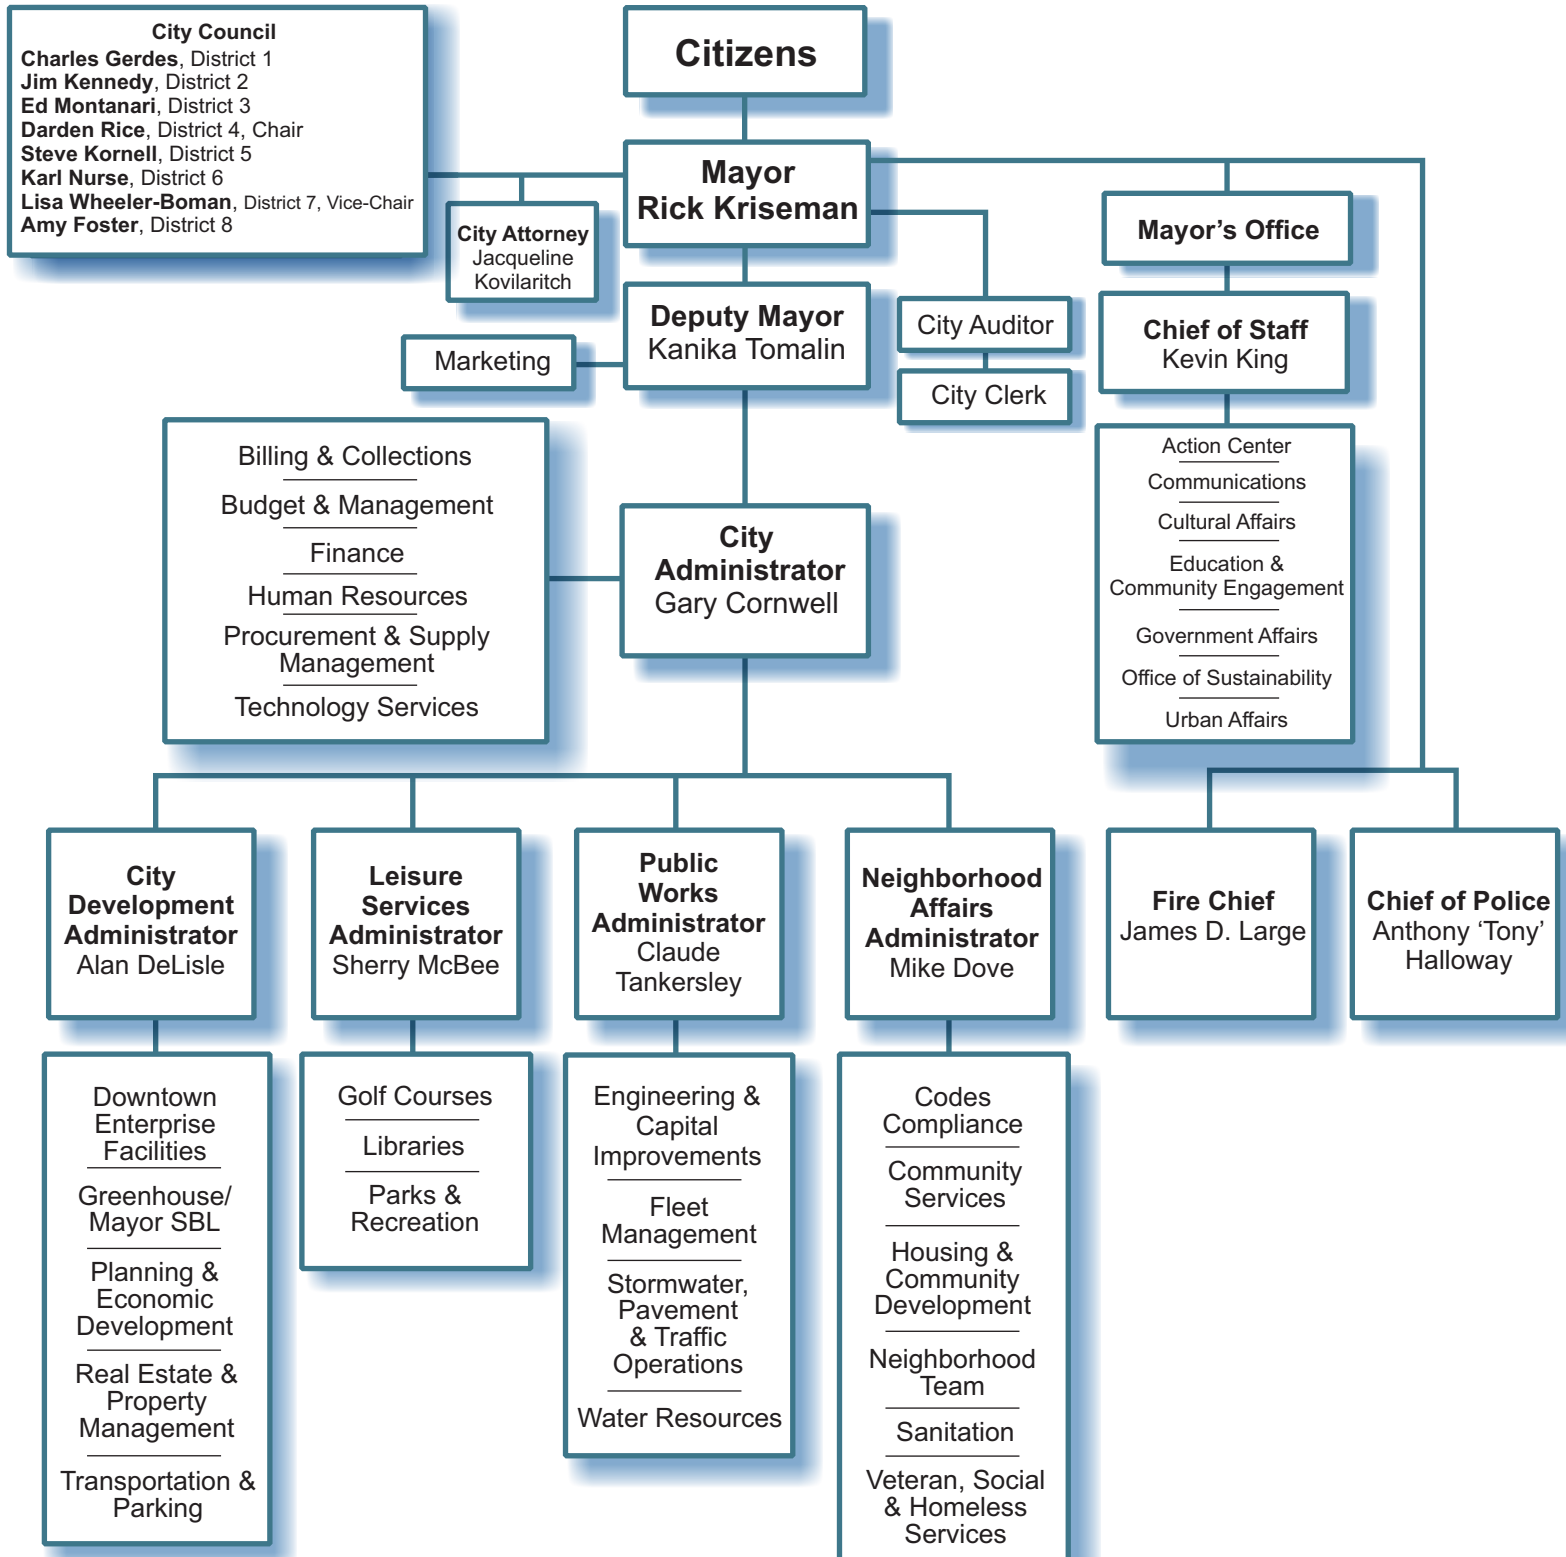 City Council
Charles Gerdes, District 1
Jim Kennedy, District 2
Ed Montanari, District 3
Darden Rice, District 4, Chair
Steve Kornell, District 5
Karl Nurse, District 6
Lisa Wheeler-Boman, District 7, Vice-Chair
Amy Foster, District 8
Citizens
Mayor
Rick Kriseman
City Attorney
Jacqueline
Kovilaritch
Mayor’s Office
Deputy Mayor
Kanika Tomalin
Marketing
City Auditor
City Clerk
Chief of Staff
Kevin King
Action Center
Communications
Cultural Affairs
Education &
Community Engagement
Government Affairs
Office of Sustainability
Urban Affairs
Billing & Collections
Budget & Management
Finance
Human Resources
Procurement & Supply
Management
Technology Services
City
Administrator
Gary Cornwell
City
Development
Administrator
Alan DeLisle
Leisure
Services
Administrator
Sherry McBee
Public
Works
Administrator
Claude
Tankersley
Neighborhood
Affairs
Administrator
Mike Dove
Fire Chief
James D. Large
Chief of Police
Anthony ‘Tony’
Halloway
Downtown
Enterprise
Facilities
Greenhouse/
Mayor SBL
Planning &
Economic
Development
Real Estate &
Property
Management
Transportation &
Parking
Golf Courses
Libraries
Parks &
Recreation
Engineering &
Capital
Improvements
Fleet
Management
Stormwater,
Pavement
& Traffic
Operations
Water Resources
Codes
Compliance
Community
Services
Housing &
Community
Development
Neighborhood
Team
Sanitation
Veteran, Social
& Homeless
Services